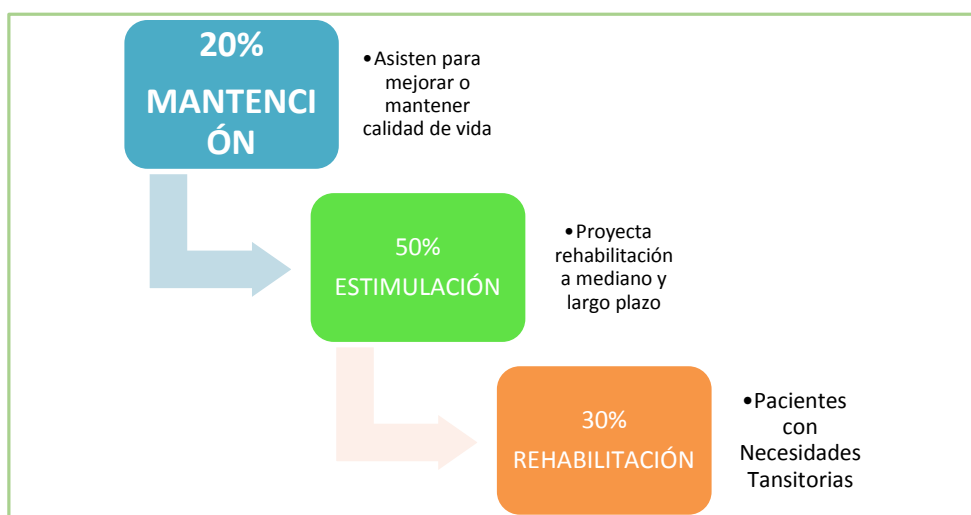 20%
MANTENCI
ÓN
•Asisten para
mejorar o
mantener
calidad de vida
50%
ESTIMULACIÓN
•Proyecta
rehabilitación
a mediano y
largo plazo
30%
REHABILITACIÓN
•Pacientes
con
Necesidades
Tansitorias